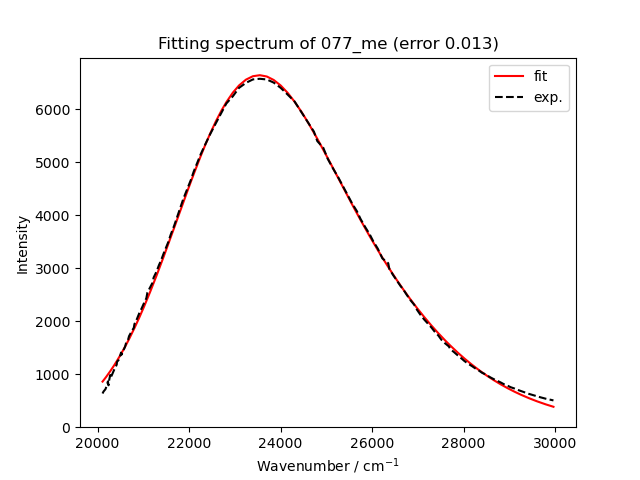 Fitting spectrum of 077_me (error 0.013)
fit
exp.
6000
5000
4000
3000
2000
1000
0
Intensity
20000 22000 24000 26000 28000 30000
Wavenumber / cm⁻¹